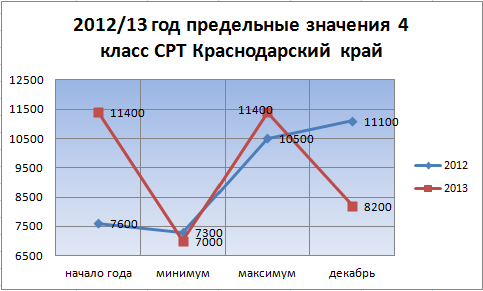 2012/13 год предельные значения 4
класс СРТ Краснодарский край
12500
11500
10500
9500
8500
7500
6500
11400
7600
7300
7000
11400
10500
11100
8200
2012
2013
начало года
минимум
максимум
декабрь